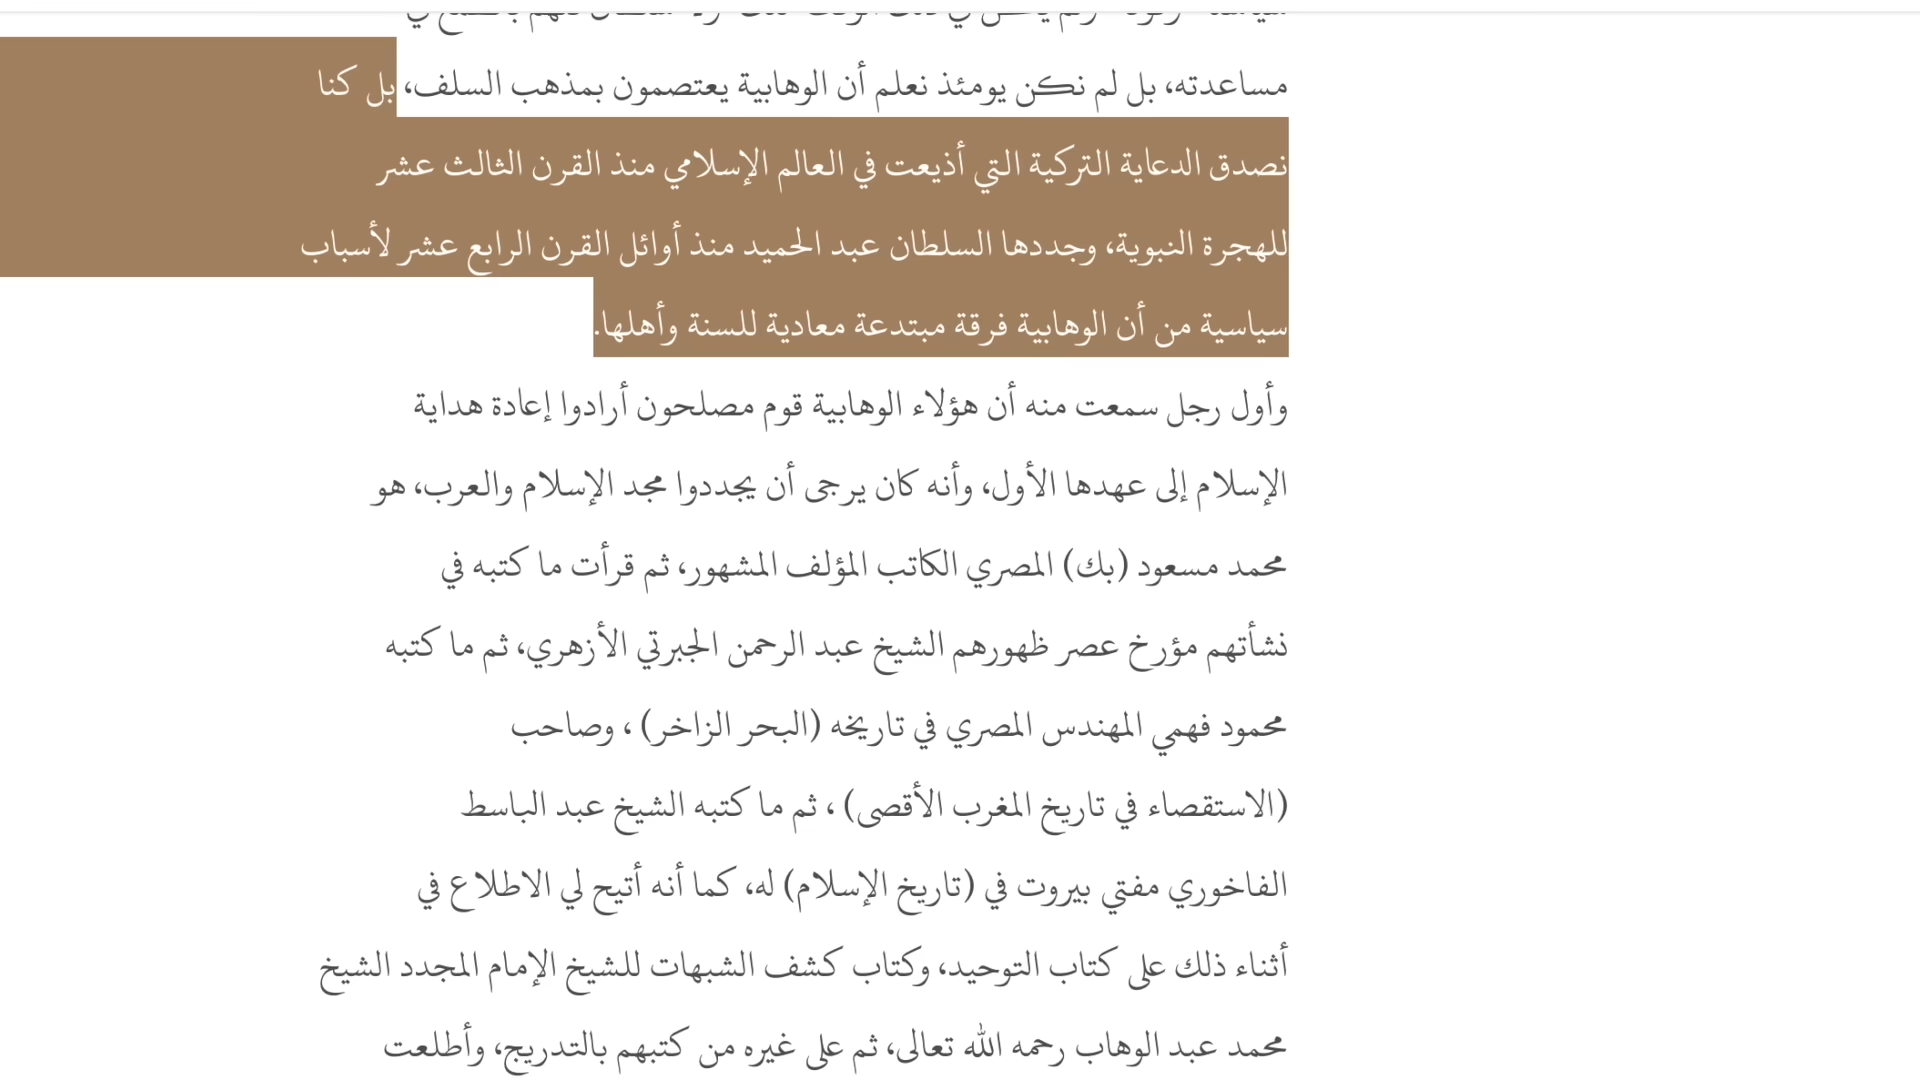 مساعدته، بل لم نكن يومئذ نعلم أن الوهابية يعتصمون بمذهب السلف، بل كنا
نصدق الدعاية التركية التي أذيعت في العالم الإسلامي منذ القرن الثالث عشر
للهجرة النبوية، وجددها السلطان عبد الحميد منذ أوائل القرن الرابع عشر لأسباب
سياسية من أن الوهابية فرقة مبتدعة معادية للسنة وأهلها.
وأول رجل سمعت منه أن هؤلاء الوهابية قوم مصلحون أرادوا إعادة هداية
الإسلام إلى عهدها الأول، وأنه كان يرجى أن يجددوا مجد الإسلام والعرب، هو
محمد مسعود (بك) المصري الكاتب المؤلف المشهور، ثم قرأت ما كتبه في
نشأتهم مؤرخ عصر ظهورهم الشيخ عبد الرحمن الجبرتي الأزهري، ثم ما كتبه
محمود فهمي المهندس المصري في تاريخه (البحر الزاخر) ، وصاحب
(الاستقصاء في تاريخ المغرب الأقصى) ، ثم ما كتبه الشيخ عبد الباسط
الفاخوري مفتي بيروت في (تاريخ الإسلام) له، كما أنه أتيح لي الاطلاع في
أثناء ذلك على كتاب التوحيد، وكتاب كشف الشبهات للشيخ الإمام المجدد الشيخ
محمد عبد الوهاب رحمه الله تعالى، ثم على غيره من كتبهم بالتدريج، وأطلعت